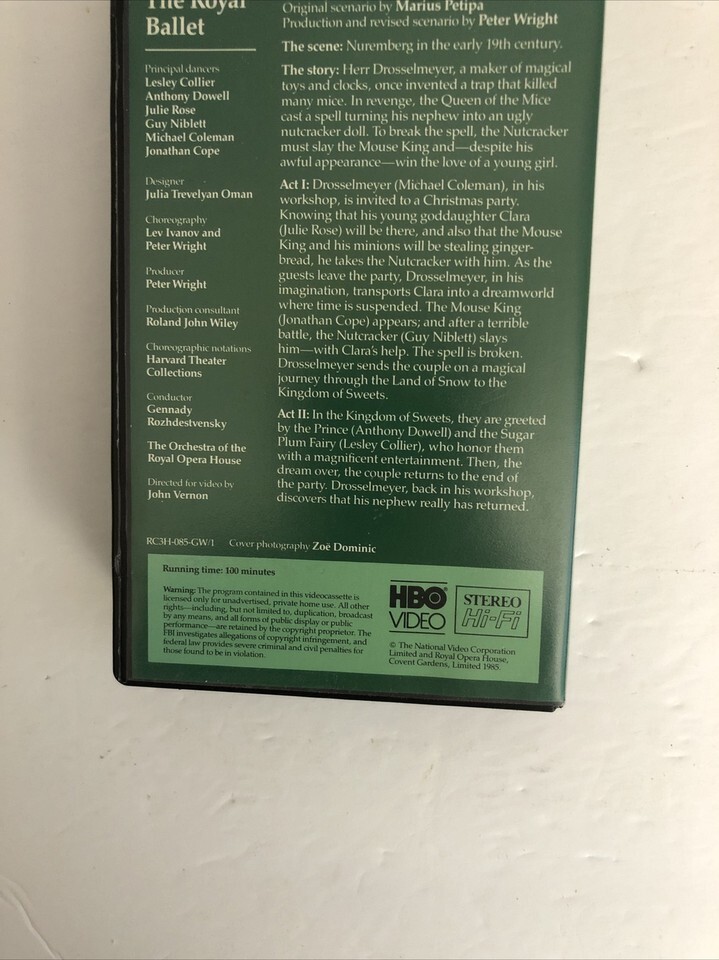 The Royal
Ballet
Principal dancers
Lesley Collier
Anthony Dowell
Julie Rose
Guy Niblett
Michael Coleman
Jonathan Cope
Designer
Julia Trevelyan Oman
Choreography
Lev Ivanov and
Peter Wright
Producer
Peter Wright
Production consultant
Roland John Wiley
Choreographic notations
Harvard Theater
Collections
Conductor
Gennady
Rozhdestvensky
The Orchestra of the
Royal Opera House
Directed for video by
John Vernon
Original scenario by Marius Petipa
Production and revised scenario by Peter Wright
The scene: Nuremberg in the early 19th century.
The story: Herr Drosselmeyer, a maker of magical
toys and clocks, once invented a trap that killed
many mice. In revenge, the Queen of the Mice
cast a spell turning his nephew into an ugly
nutcracker doll. To break the spell, the Nutcracker
must slay the Mouse King and—despite his
awful appearance—win the love of a young girl.
Act I: Drosselmeyer (Michael Coleman), in his
workshop, is invited to a Christmas party.
Knowing that his young goddaughter Clara
(Julie Rose) will be there, and also that the Mouse
King and his minions will be stealing ginger-
bread, he takes the Nutcracker with him. As the
guests leave the party, Drosselmeyer, in his
imagination, transports Clara into a dreamworld
where time is suspended. The Mouse King
(Jonathan Cope) appears; and after a terrible
battle, the Nutcracker (Guy Niblett) slays
him—with Clara's help. The spell is broken.
Drosselmeyer sends the couple on a magical
journey through the Land of Snow to the
Kingdom of Sweets.
Act II: In the Kingdom of Sweets, they are greeted
by the Prince (Anthony Dowell) and the Sugar
Plum Fairy (Lesley Collier), who honor them
with a magnificent entertainment. Then, the
dream over, the couple returns to the end of
the party. Drosselmeyer, back in his workshop,
discovers that his nephew really has returned.
RC3H-085-GW/1 Cover photography Zoë Dominic
Running time: 100 minutes
Warning: The program contained in this videocassette is
licensed only for unadvertised, private home use. All other
rights—including, but not limited to, duplication, broadcast
by any means, and all forms of public display or public
performance—are retained by the copyright proprietor. The
FBI investigates allegations of copyright infringement, and
federal law provides severe criminal and civil penalties for
those found to be in violation.
HBO
VIDEO
STEREO
Hi-Fi
© The National Video Corporation
Limited and Royal Opera House,
Covent Gardens, Limited 1985.